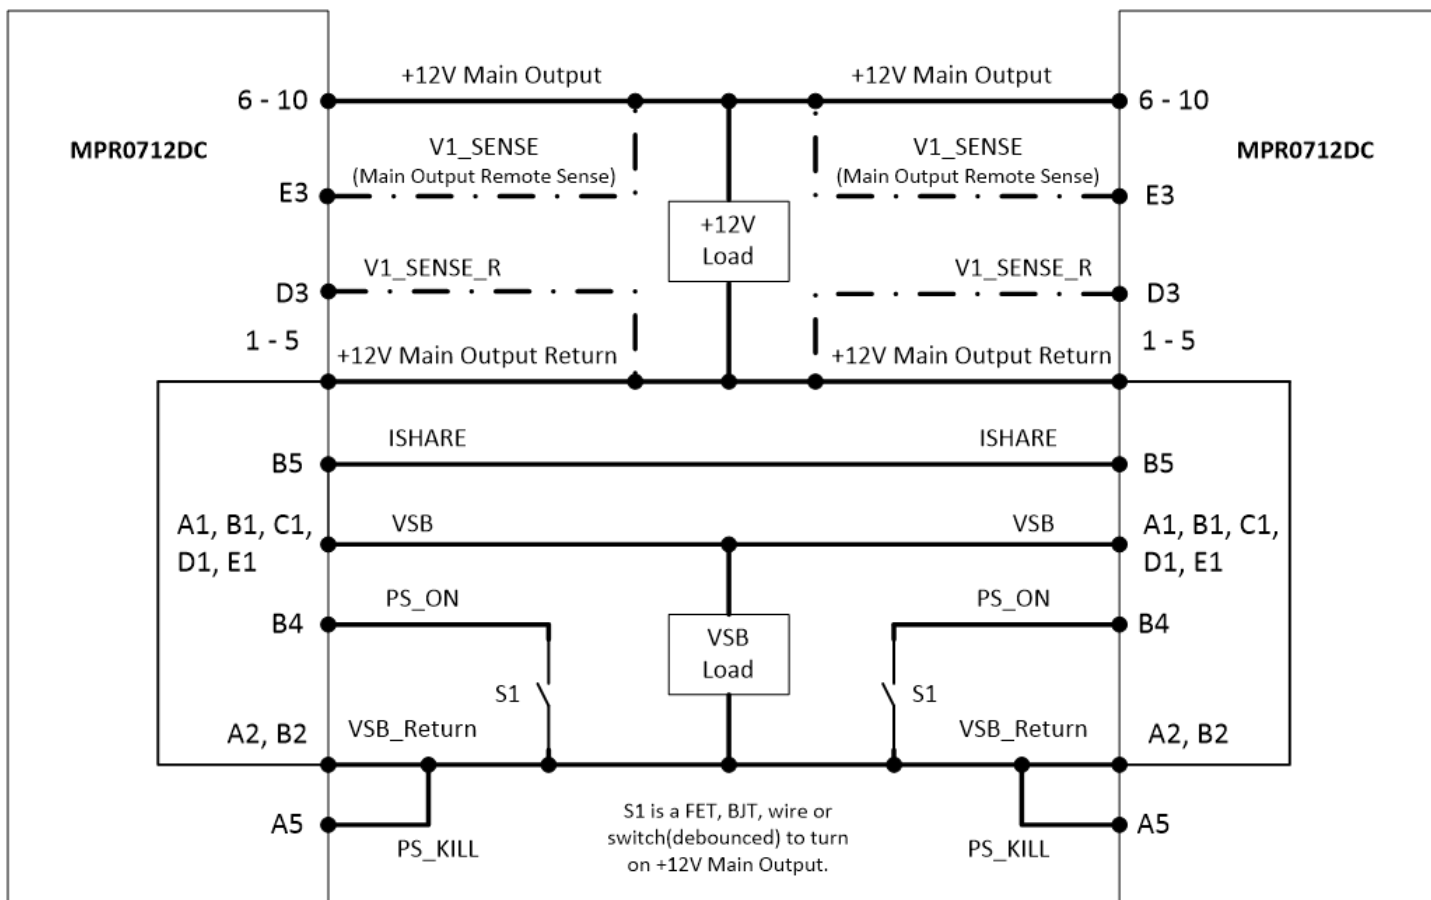 +12V Main Output
+12V Main Output
6 - 10
6 - 10
MPR0712DC
V1_SENSE
(Main Output Remote Sense)
V1_SENSE
(Main Output Remote Sense)
MPR0712DC
E3
E3
+12V
Load
V1_SENSE_R
V1_SENSE_R
D3
D3
1 - 5
1 - 5
+12V Main Output Return
+12V Main Output Return
ISHARE
ISHARE
B5
B5
A1, B1, C1,
D1, E1
VSB
VSB
A1, B1, C1,
D1, E1
PS_ON
PS_ON
B4
B4
VSB
Load
S1
S1
A2, B2
VSB_Return
VSB_Return
A2, B2
A5
A5
PS_KILL
PS_KILL
S1 is a FET, BJT, wire or
switch(debounced) to turn
on +12V Main Output.